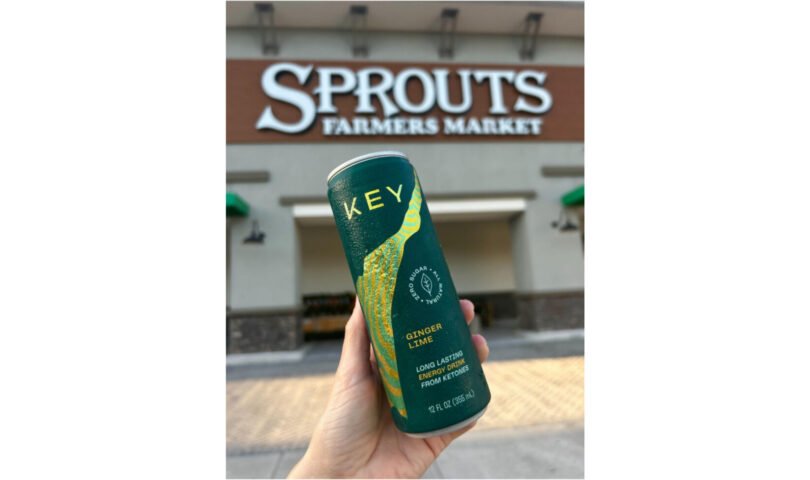 SPROUTS
FARMERS MARKET
KEY
ZERO SUGAR • ALL NATURAL •
GINGER
LIME
LONG LASTING
ENERGY DRINK
FROM KETONES
12 FL OZ (355 mL)